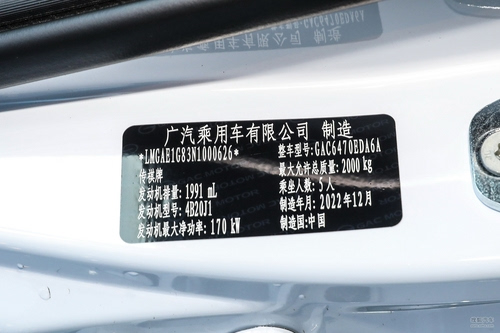 广汽乘用车有限公司 制造
*LMGAE1G83N1000626* 整车型号:GAC6470EDA6A
传祺牌 最大允许总质量:2000 kg
发动机排量:1991 mL 乘坐人数:5人
发动机型号:4B20J1 制造年月:2022年12月
发动机最大净功率:170 kW 制造国:中国